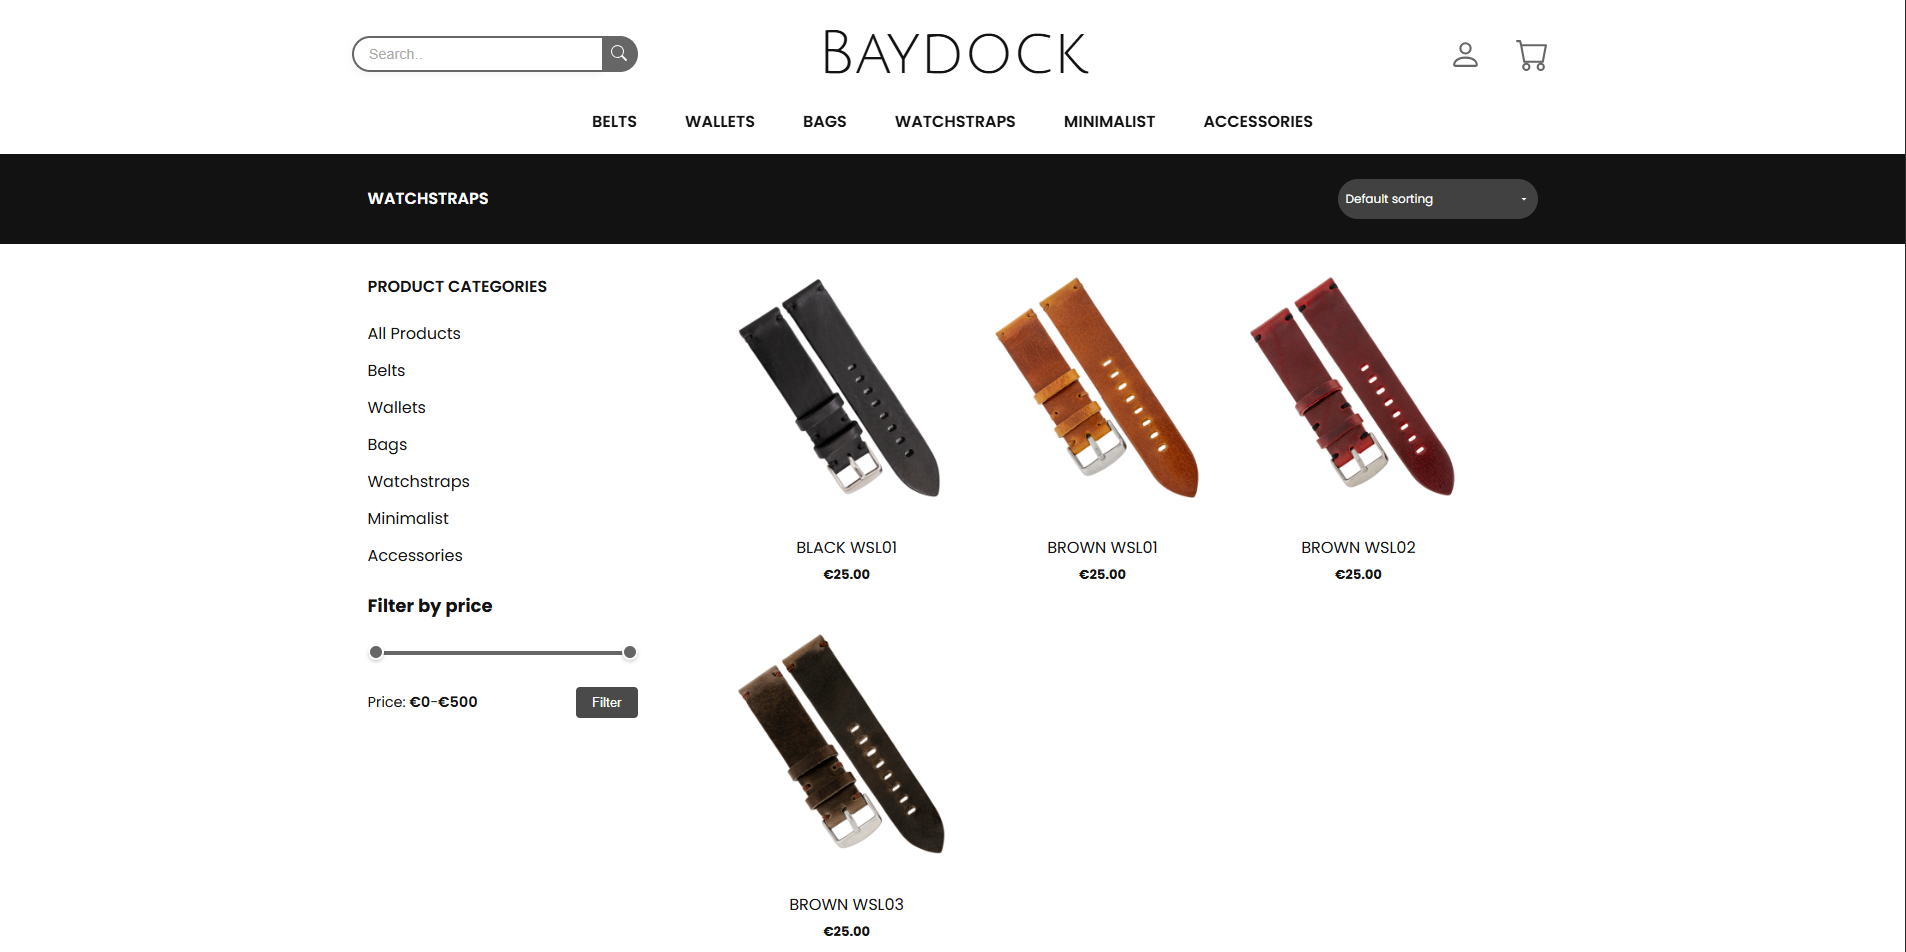 Search..
BAYDOCK
BELTS WALLETS BAGS WATCHSTRAPS MINIMALIST ACCESSORIES
WATCHSTRAPS
Default sorting
PRODUCT CATEGORIES
All Products
Belts
Wallets
Bags
Watchstraps
Minimalist
Accessories
Filter by price
Price: €0-€500
Filter
BLACK WSL01
€25.00
BROWN WSL01
€25.00
BROWN WSL02
€25.00
BROWN WSL03
€25.00